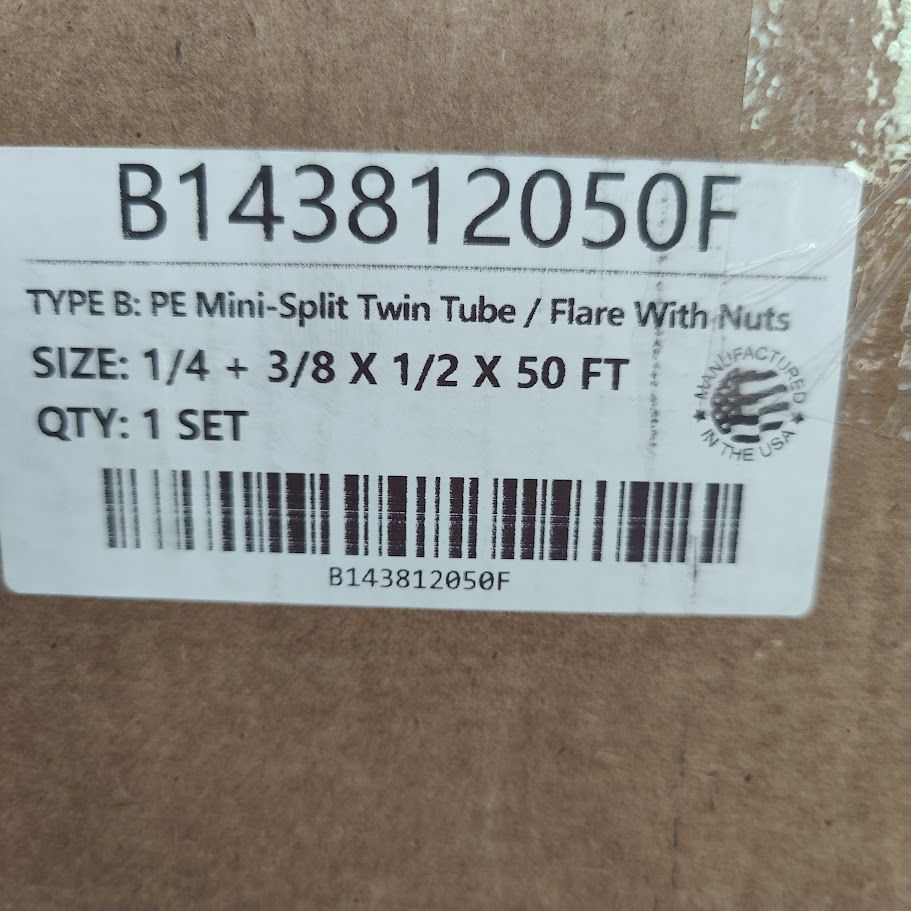 B143812050F
TYPE B: PE Mini-Split Twin Tube / Flare With Nuts
SIZE: 1/4 + 3/8 X 1/2 X 50 FT
QTY: 1 SET
MANUFACTURED
IN THE USA
B143812050F